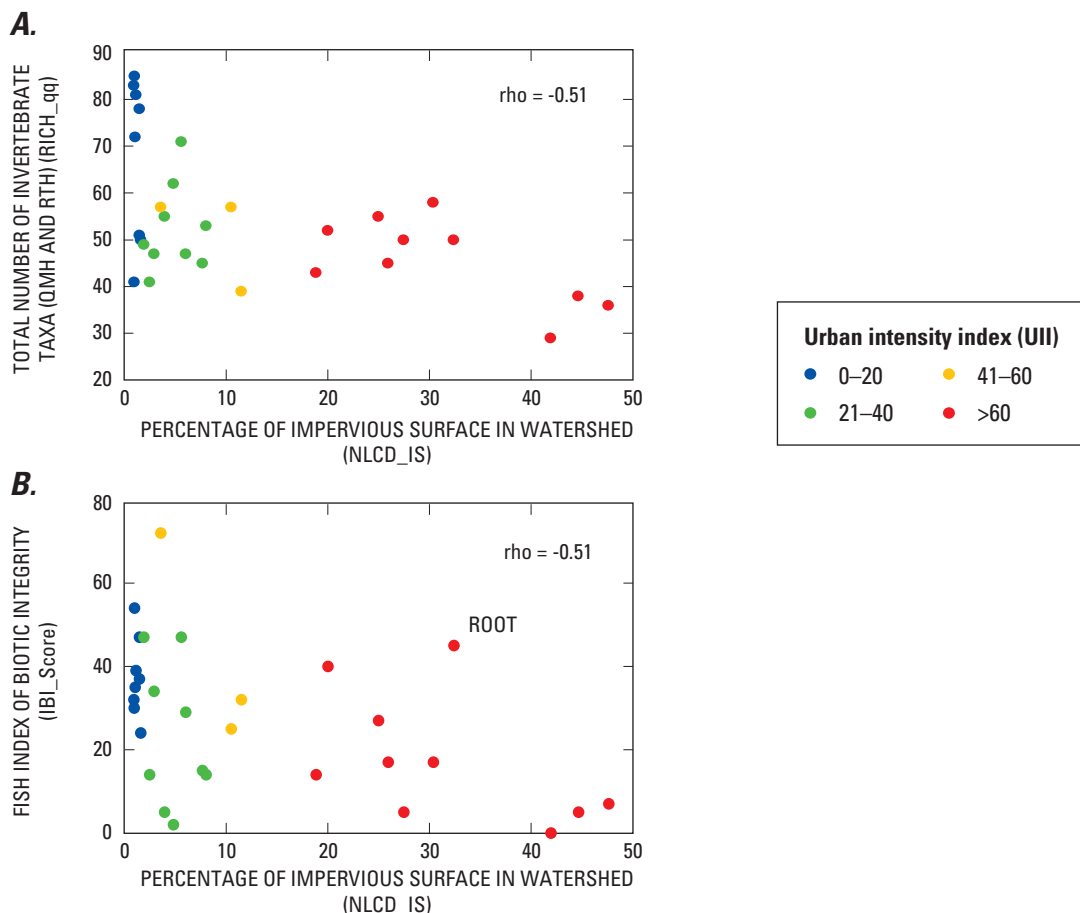 A.
90
80
70
60
50
40
30
20
TOTAL NUMBER OF INVERTEBRATE
TAXA (QMH AND RTH) (RICH_qq)
rho = -0.51
0 10 20 30 40 50
PERCENTAGE OF IMPERVIOUS SURFACE IN WATERSHED
(NLCD_IS)
Urban intensity index (UII)
0–20 41–60
21–40 >60
B.
80
60
40
20
0
FISH INDEX OF BIOTIC INTEGRITY
(IBI_Score)
rho = -0.51
ROOT
0 10 20 30 40 50
PERCENTAGE OF IMPERVIOUS SURFACE IN WATERSHED
(NLCD_IS)